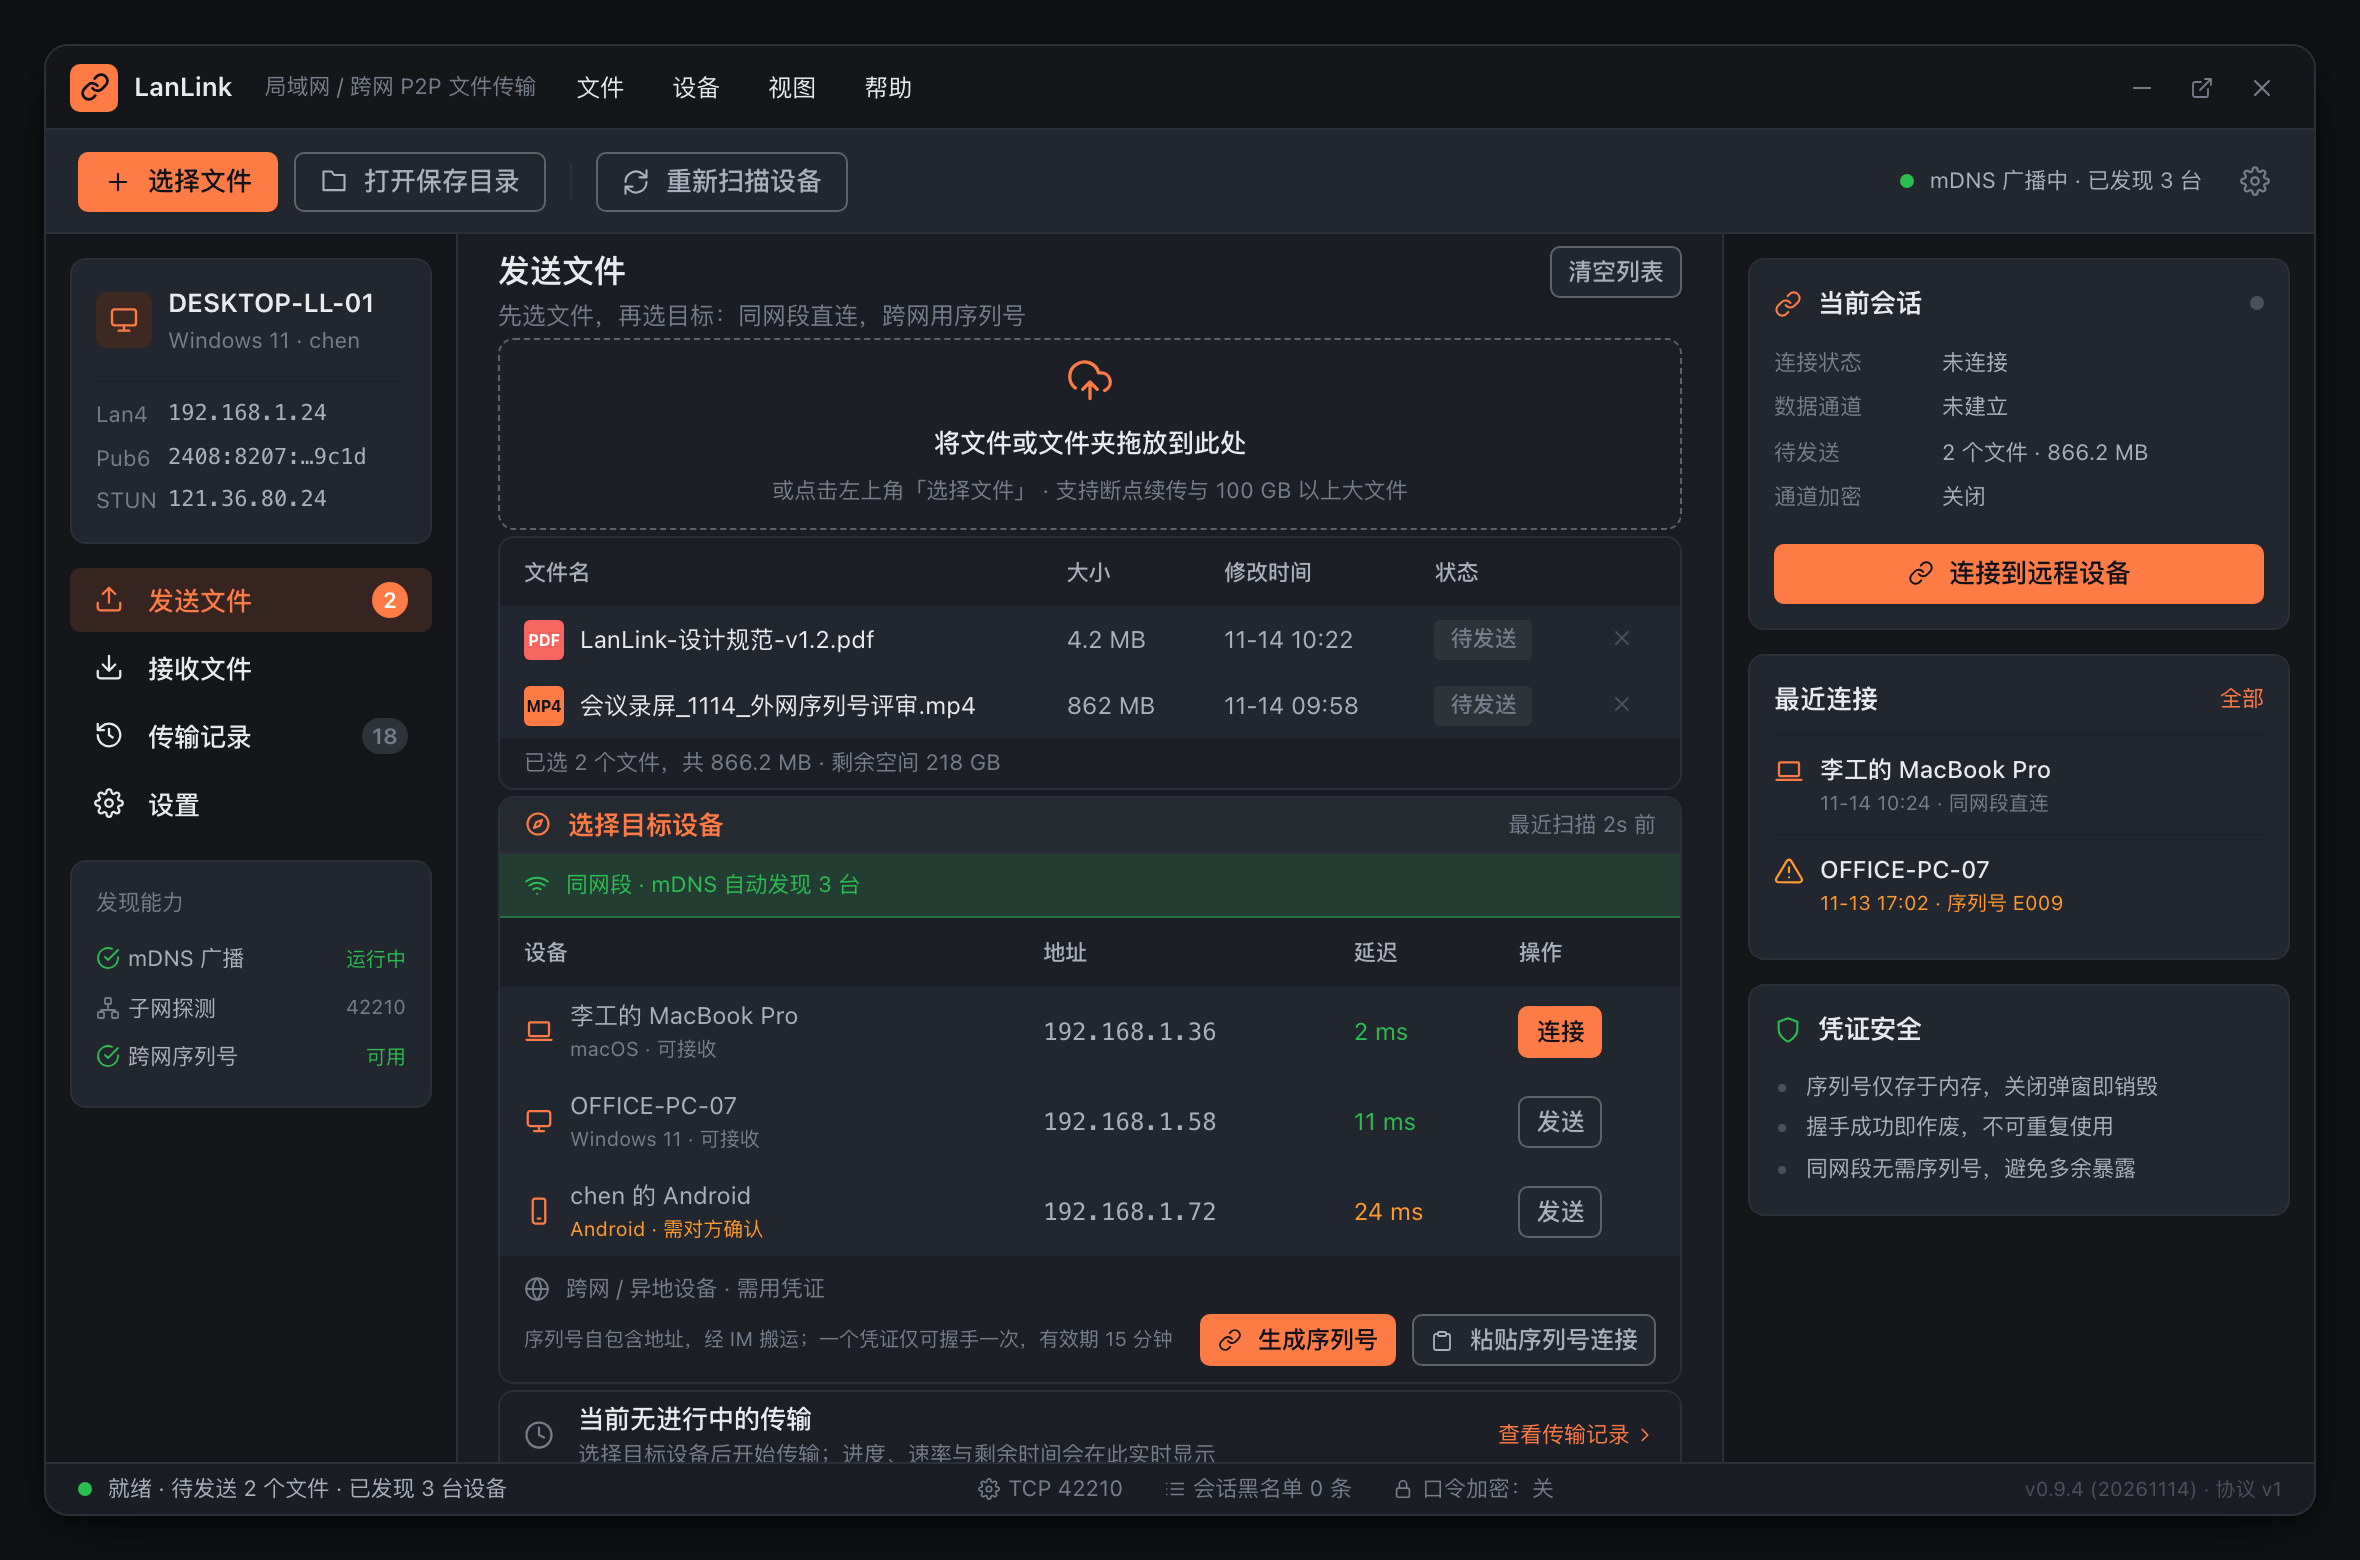 LanLink 局域网 / 跨网 P2P 文件传输 文件 设备 视图 帮助
选择文件 打开保存目录 重新扫描设备 mDNS 广播中 · 已发现 3 台
DESKTOP-LL-01
Windows 11 · chen
Lan4 192.168.1.24
Pub6 2408:8207:…9c1d
STUN 121.36.80.24
发送文件 2
接收文件
传输记录 18
设置
发现能力
mDNS 广播 运行中
子网探测 42210
跨网序列号 可用
发送文件 清空列表
先选文件，再选目标：同网段直连，跨网用序列号
将文件或文件夹拖放到此处
或点击左上角「选择文件」 · 支持断点续传与 100 GB 以上大文件
文件名 大小 修改时间 状态
PDF LanLink-设计规范-v1.2.pdf 4.2 MB 11-14 10:22 待发送
MP4 会议录屏_1114_外网序列号评审.mp4 862 MB 11-14 09:58 待发送
已选 2 个文件，共 866.2 MB · 剩余空间 218 GB
选择目标设备 最近扫描 2s 前
同网段 · mDNS 自动发现 3 台
设备 地址 延迟 操作
李工的 MacBook Pro 192.168.1.36 2 ms 连接
macOS · 可接收
OFFICE-PC-07 192.168.1.58 11 ms 发送
Windows 11 · 可接收
chen 的 Android 192.168.1.72 24 ms 发送
Android · 需对方确认
跨网 / 异地设备 · 需用凭证
序列号自包含地址，经 IM 搬运；一个凭证仅可握手一次，有效期 15 分钟 生成序列号 粘贴序列号连接
当前无进行中的传输 查看传输记录
选择目标设备后开始传输；进度、速率与剩余时间会在此实时显示
当前会话
连接状态 未连接
数据通道 未建立
待发送 2 个文件 · 866.2 MB
通道加密 关闭
连接到远程设备
最近连接 全部
李工的 MacBook Pro
11-14 10:24 · 同网段直连
OFFICE-PC-07
11-13 17:02 · 序列号 E009
凭证安全
序列号仅存于内存，关闭弹窗即销毁
握手成功即作废，不可重复使用
同网段无需序列号，避免多余暴露
就绪 · 待发送 2 个文件 · 已发现 3 台设备 TCP 42210 会话黑名单 0 条 口令加密：关 v0.9.4 (20261114) · 协议 v1